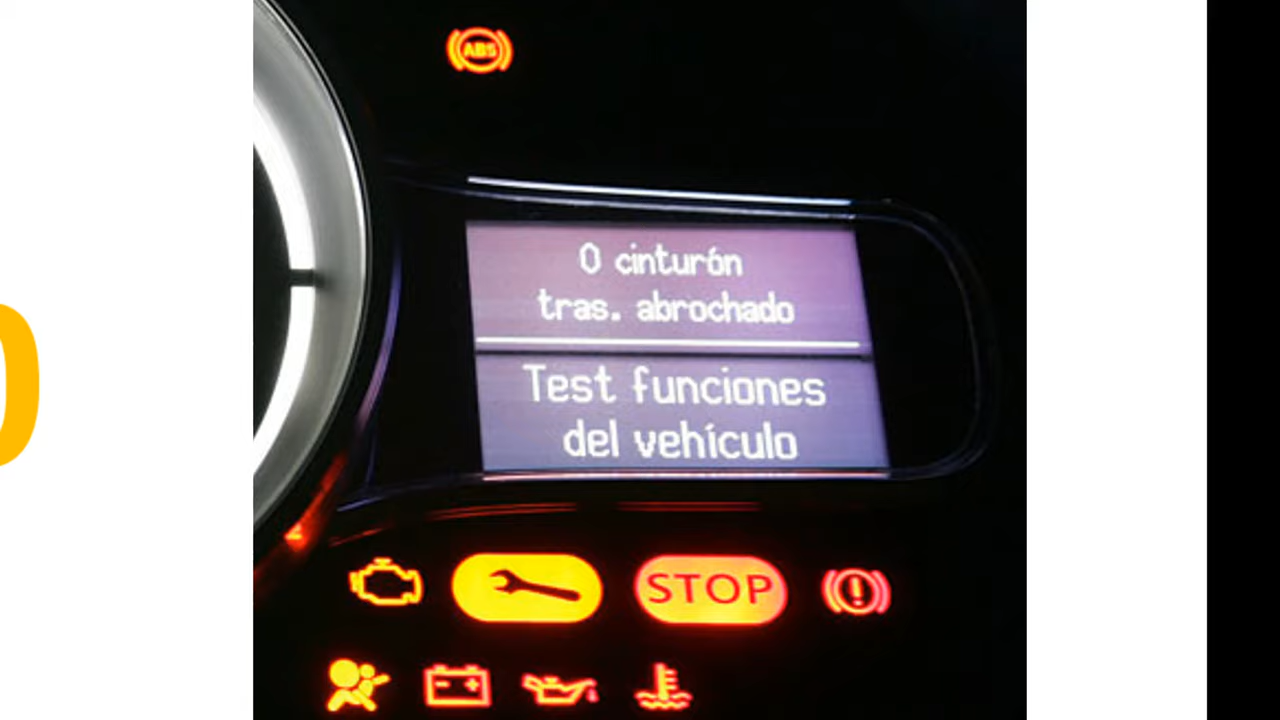 ABS
0 cinturón
tras. abrochado
Test funciones
del vehículo
STOP